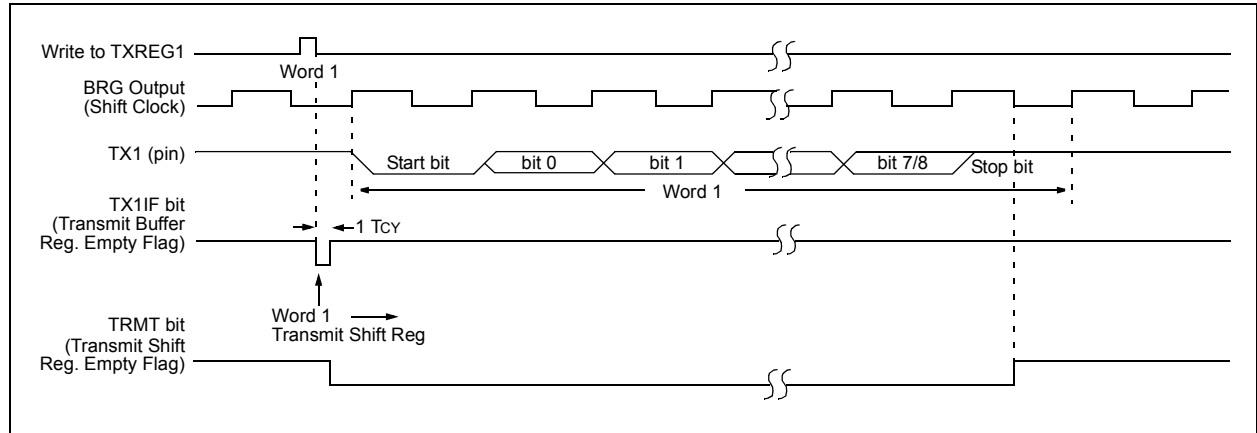 Write to TXREG1
Word 1
BRG Output
(Shift Clock)
TX1 (pin)
Start bit
bit 0
bit 1
bit 7/8
Stop bit
Word 1
TX1IF bit
(Transmit Buffer
Reg. Empty Flag)
1 TCY
Word 1
Transmit Shift Reg
TRMT bit
(Transmit Shift
Reg. Empty Flag)